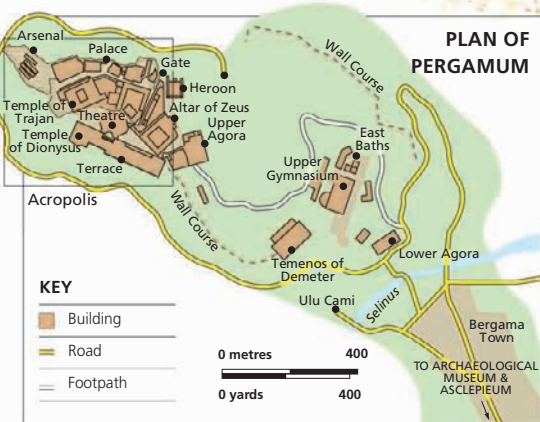 PLAN OF
PERGAMUM
Arsenal
Palace
Gate
Heroon
Temple of
Trajan
Theatre
Altar of Zeus
Upper
Agora
Temple
of Dionysus
Terrace
Acropolis
Wall Course
Wall Course
East
Baths
Upper
Gymnasium
Temenos of
Demeter
Lower Agora
Ulu Cami
Selinus
Bergama
Town
TO ARCHAEOLOGICAL
MUSEUM &
ASCLEPIEUM
KEY
Building
Road
Footpath
0 metres 400
0 yards 400